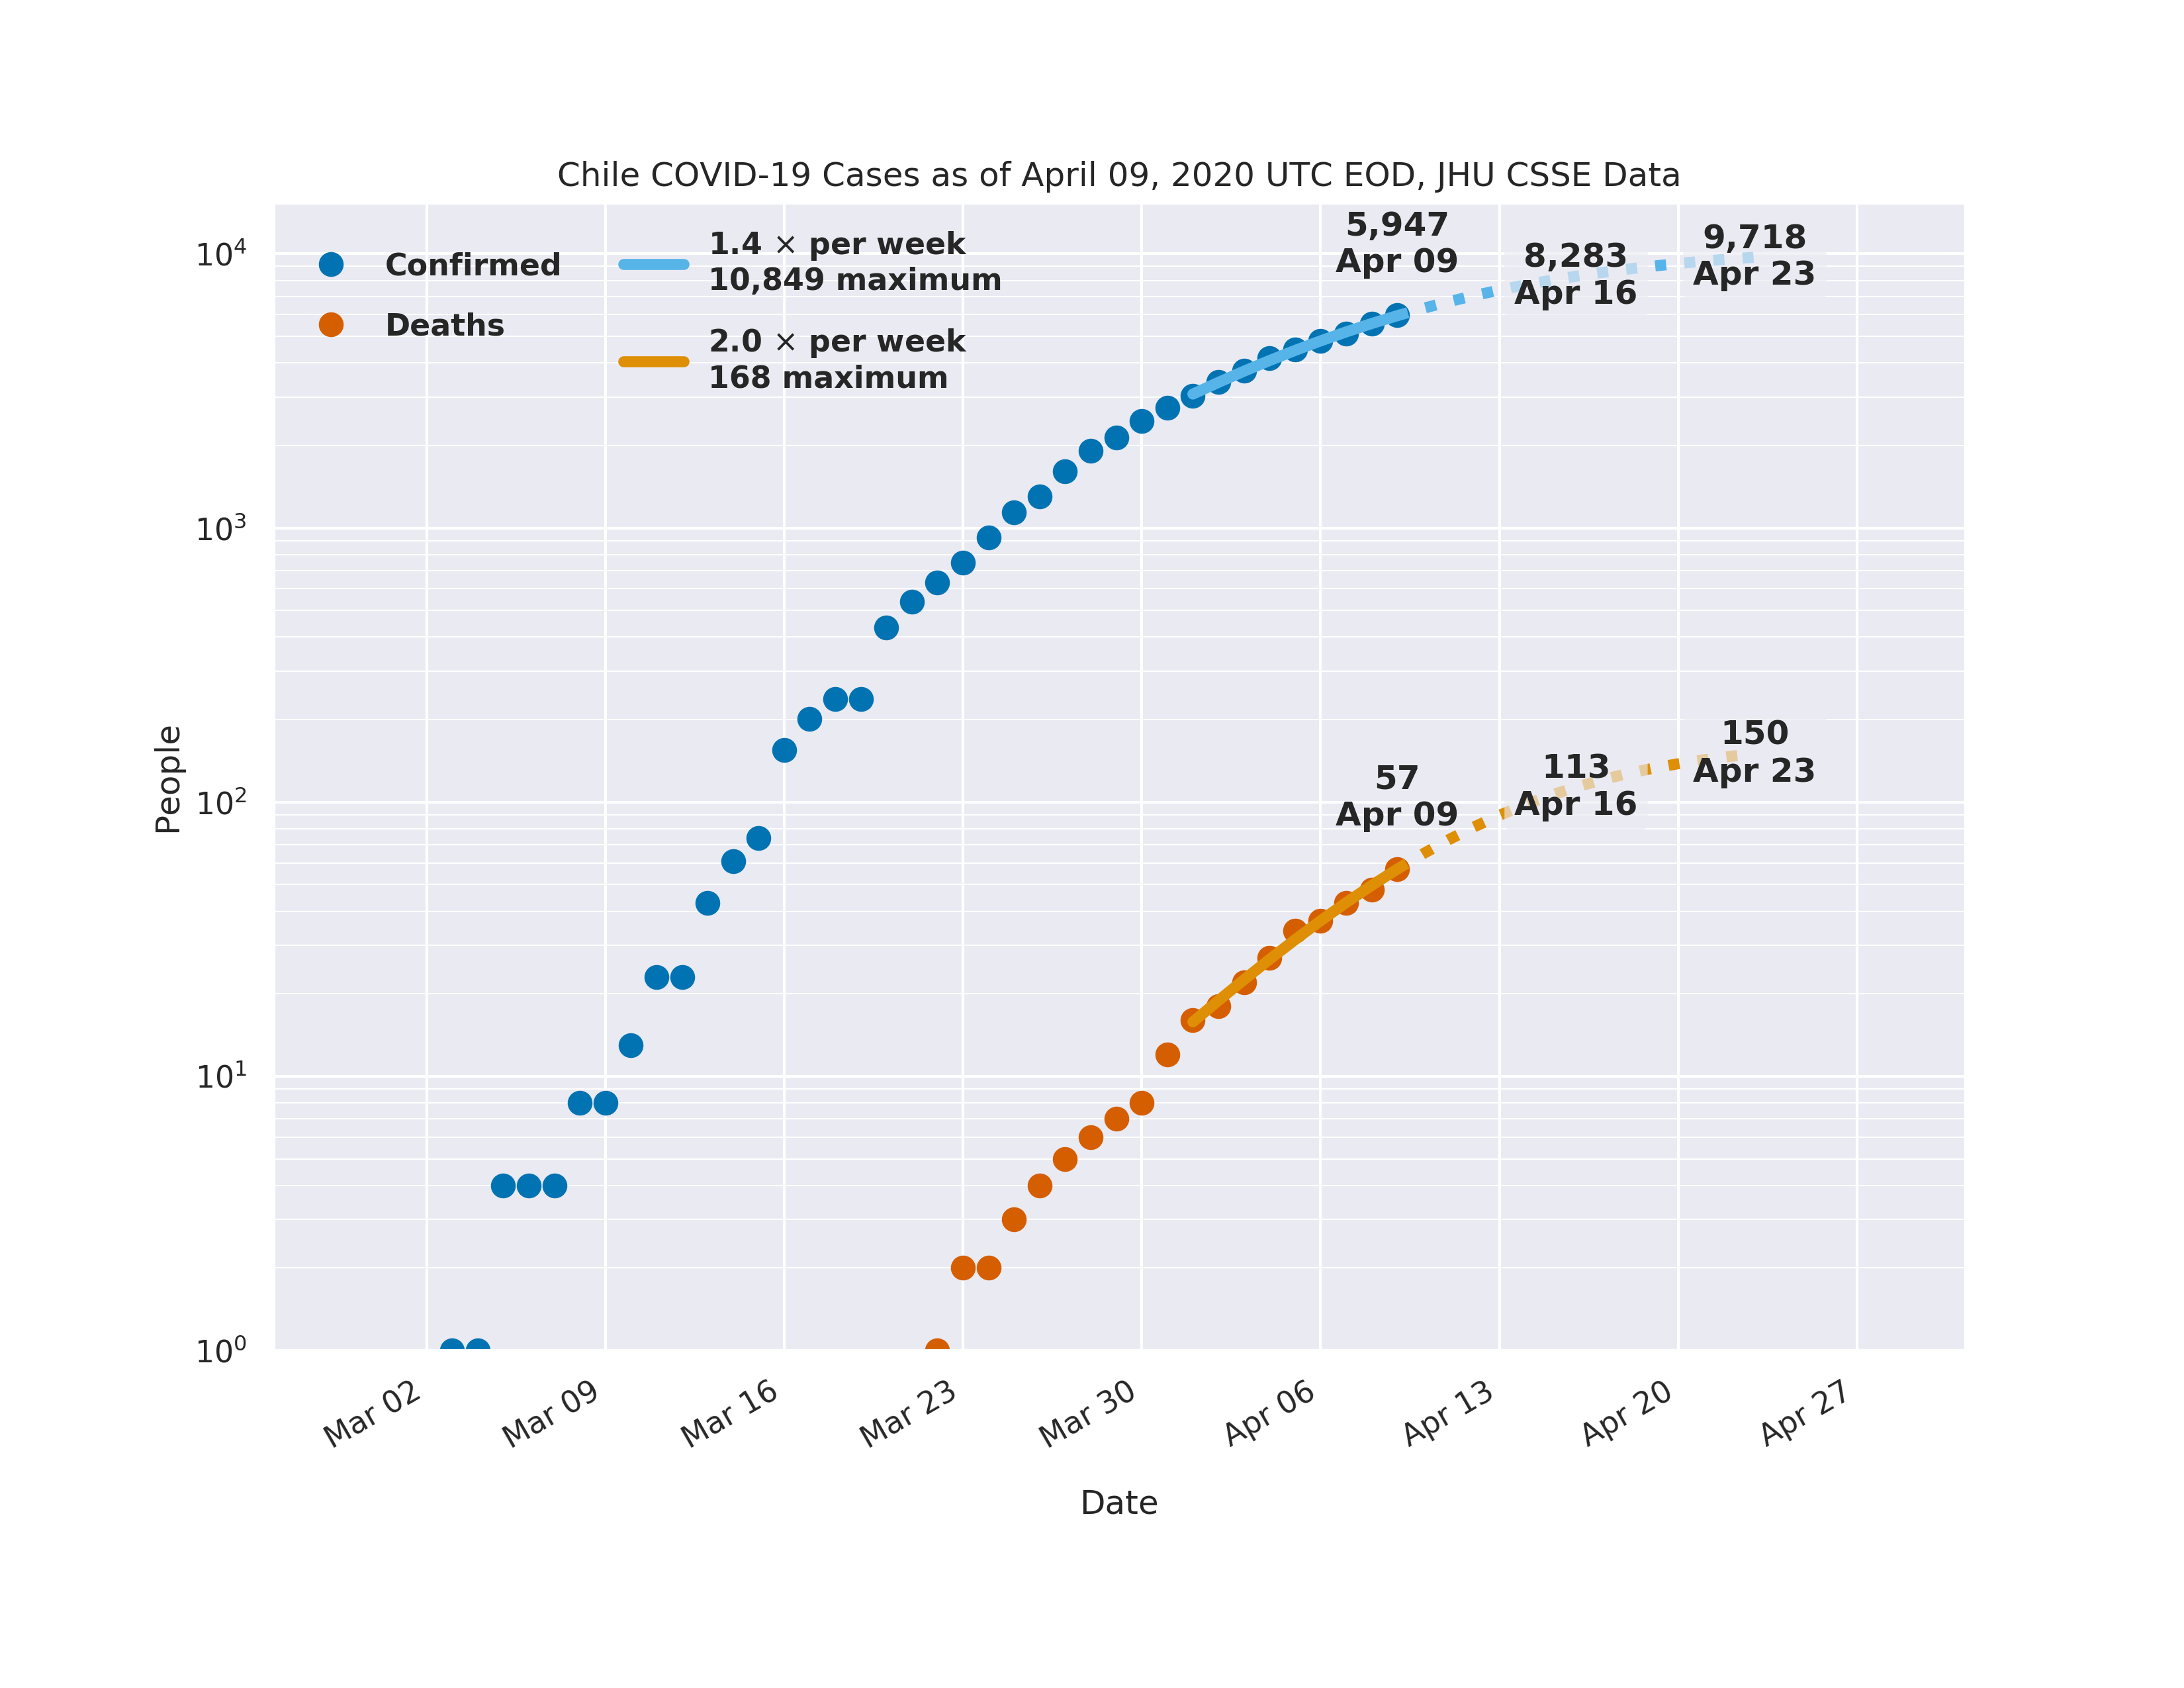 Chile COVID-19 Cases as of April 09, 2020 UTC EOD, JHU CSSE Data
Confirmed
Deaths
1.4 × per week
10,849 maximum
2.0 × per week
168 maximum
5,947
Apr 09
8,283
Apr 16
9,718
Apr 23
57
Apr 09
113
Apr 16
150
Apr 23
People
10⁴
10³
10²
10¹
10⁰
Mar 02
Mar 09
Mar 16
Mar 23
Mar 30
Apr 06
Apr 13
Apr 20
Apr 27
Date